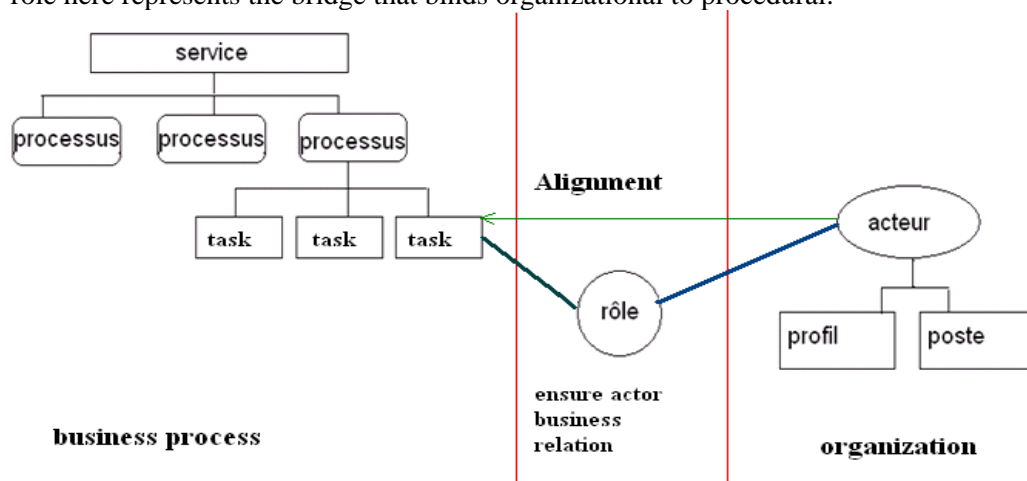 role here represents the bridge that binds organizational to procedural.
service
processus
processus
processus
Alignment
task
task
task
acteur
rôle
profil
poste
ensure actor
business
relation
business process
organization